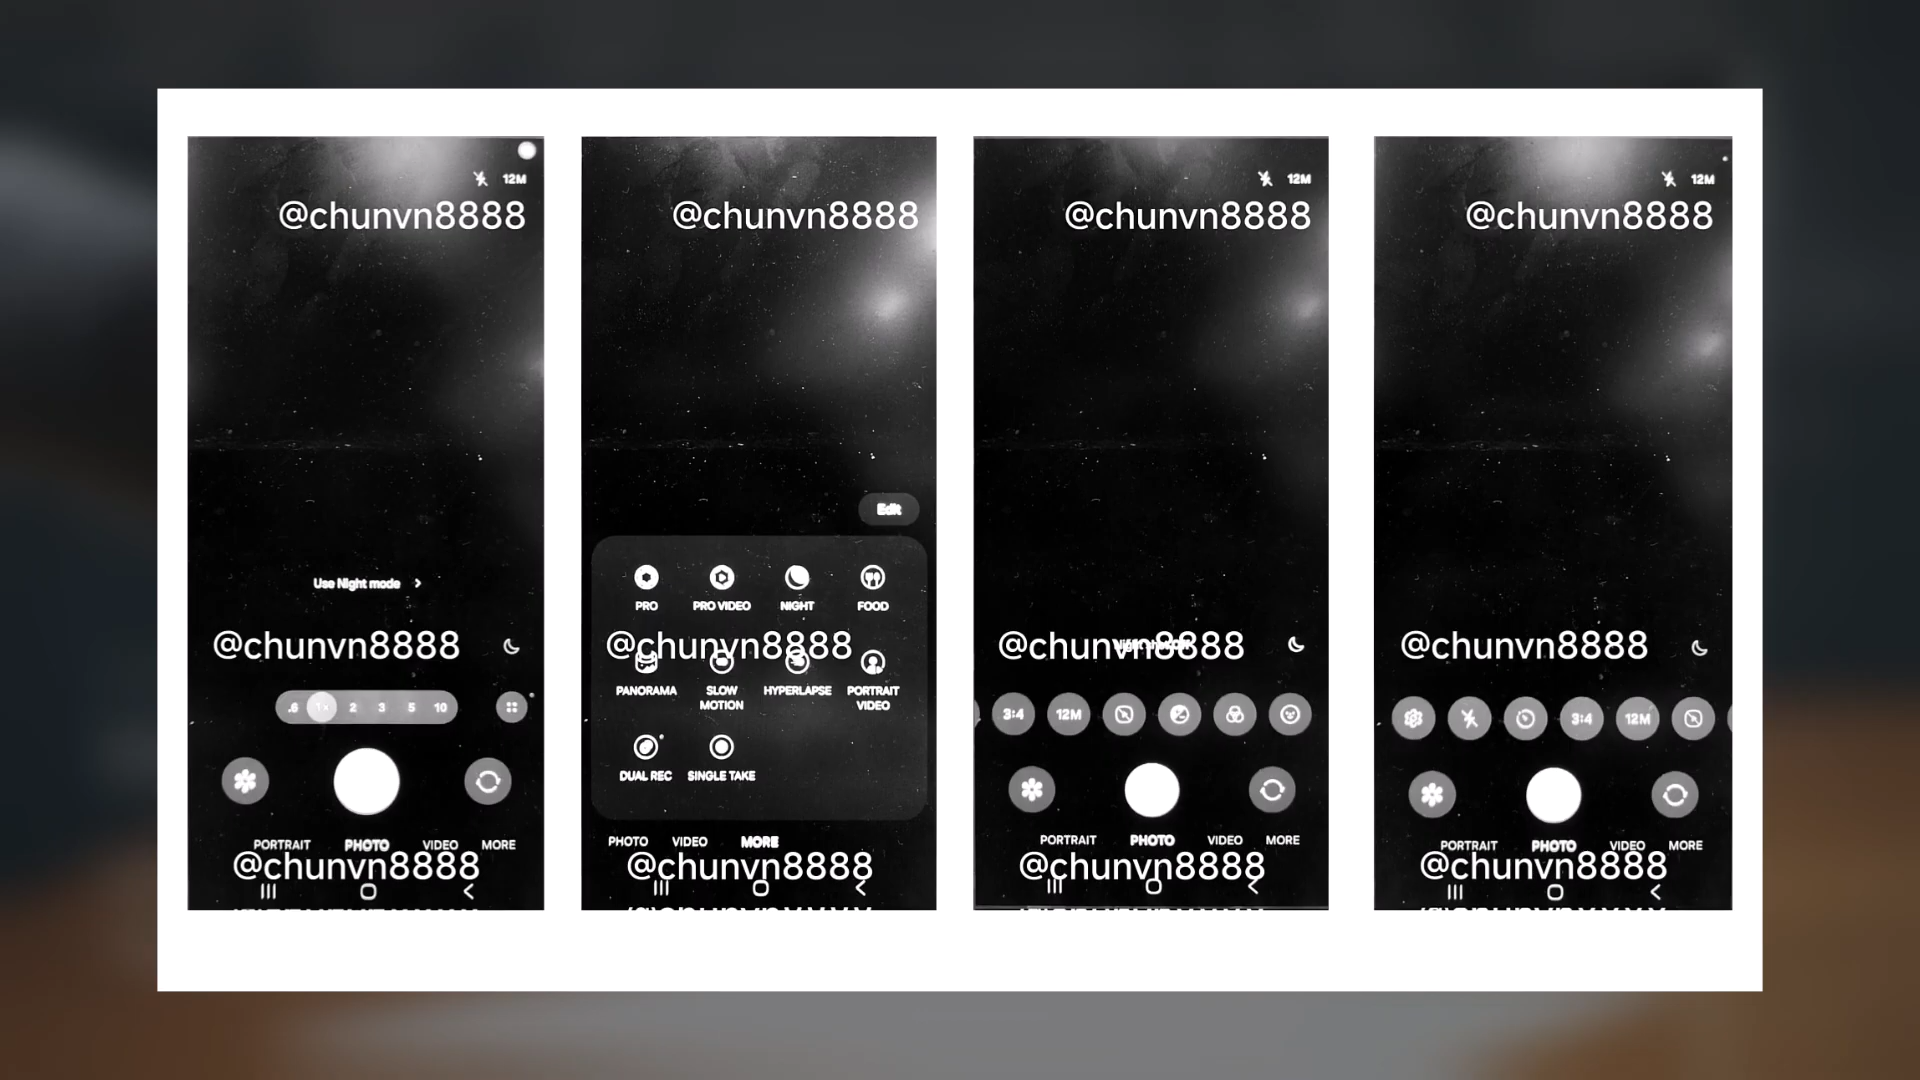 12M
@chunvn8888
Use Night mode >
@chunvn8888
.6 1x 2 3 5 10
PORTRAIT PHOTO VIDEO MORE
@chunvn8888
@chunvn8888
Edit
PRO PRO VIDEO NIGHT FOOD
@chunvn8888
PANORAMA SLOW MOTION HYPERLAPSE PORTRAIT VIDEO
DUAL REC SINGLE TAKE
PHOTO VIDEO MORE
@chunvn8888
12M
@chunvn8888
@chunvn8888
3:4 12M
PORTRAIT PHOTO VIDEO MORE
@chunvn8888
12M
@chunvn8888
@chunvn8888
3:4 12M
PORTRAIT PHOTO VIDEO MORE
@chunvn8888